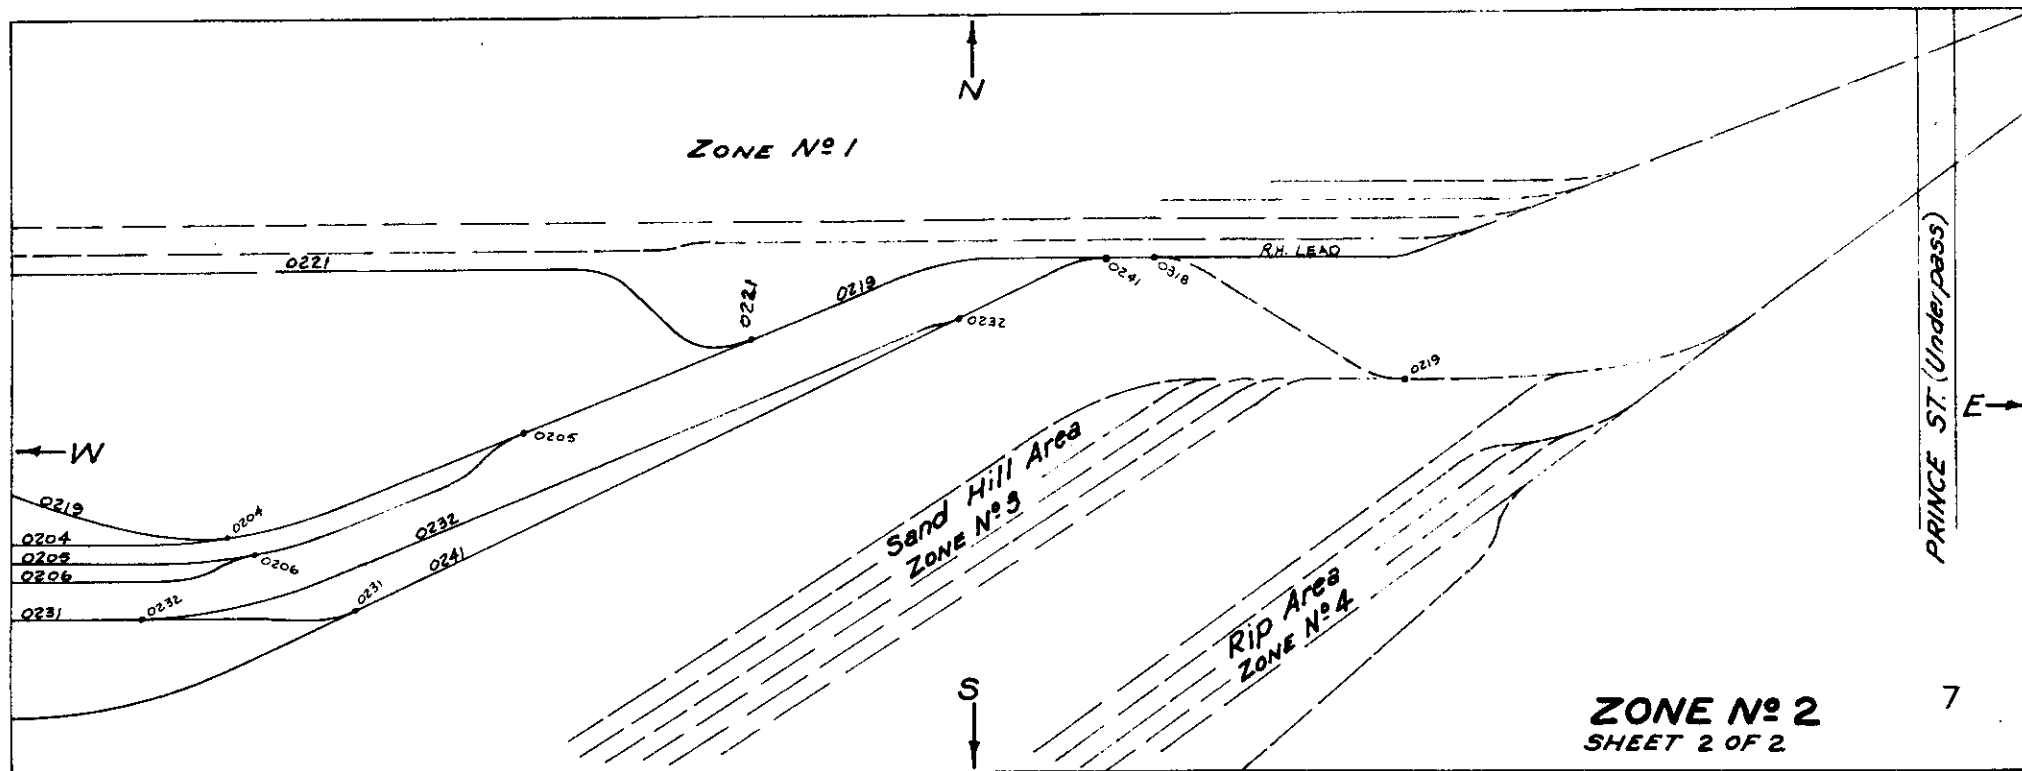 N
ZONE Nº 1
0221
0221
0219
R.H. LEAD
0241
0318
0232
0219
PRINCE ST. (Underpass)
E
W
0205
0219
0204
0204
0205
0206
0206
0232
0241
0231
0232
0231
Sand Hill Area
ZONE Nº 3
Rip Area
ZONE Nº 4
S
ZONE Nº 2
SHEET 2 OF 2
7